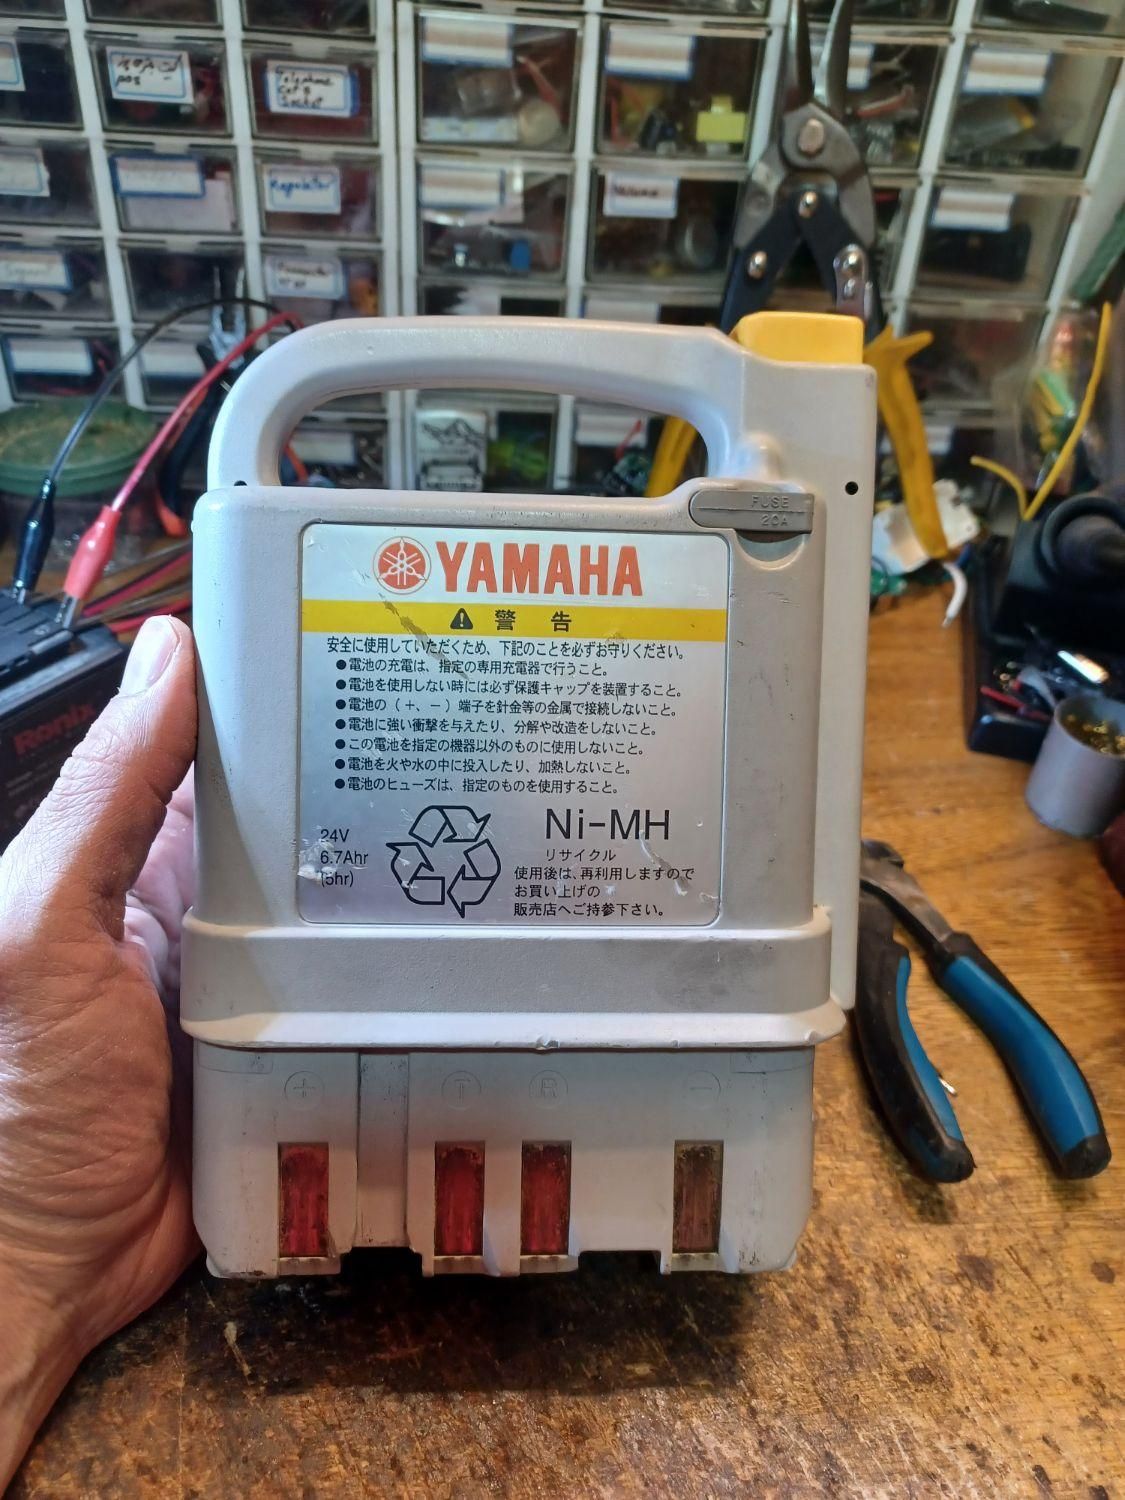 pos
Telephone
Cat &
Socket
Regulator
FUSE
20A
YAMAHA
警告
安全に使用していただくため、下記のことを必ずお守りください。
●電池の充電は、指定の専用充電器で行うこと。
●電池を使用しない時には必ず保護キャップを装置すること。
●電池の(+、−)端子を針金等の金属で接続しないこと。
●電池に強い衝撃を与えたり、分解や改造をしないこと。
●この電池を指定の機器以外のものに使用しないこと。
●電池を火や水の中に投入したり、加熱しないこと。
●電池のヒューズは、指定のものを使用すること。
Ronix
24V
6.7Ahr
(5hr)
Ni-MH
リサイクル
使用後は、再利用しますので
お買い上げの
販売店へご持参下さい。
+ T R −